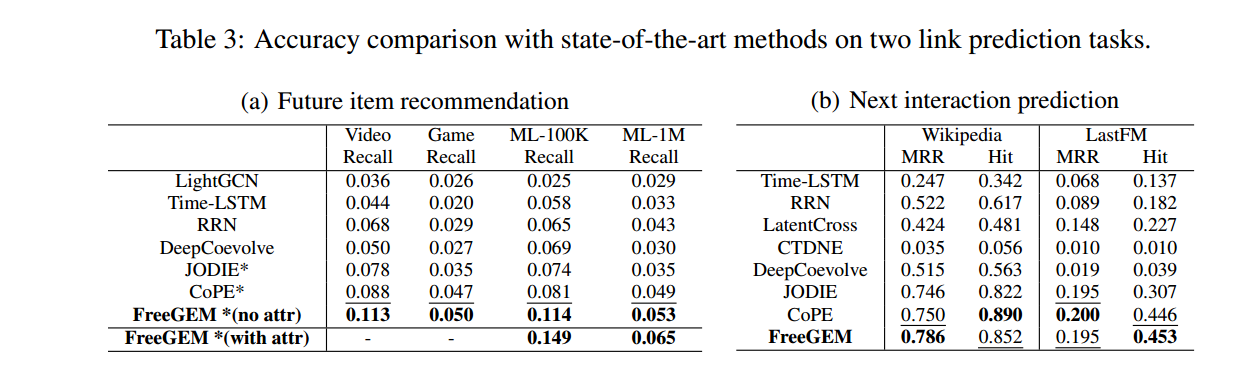 Table 3: Accuracy comparison with state-of-the-art methods on two link prediction tasks.
(a) Future item recommendation
Video Game ML-100K ML-1M
Recall Recall Recall Recall
LightGCN 0.036 0.026 0.025 0.029
Time-LSTM 0.044 0.020 0.058 0.033
RRN 0.068 0.029 0.065 0.043
DeepCoevolve 0.050 0.027 0.069 0.030
JODIE* 0.078 0.035 0.074 0.035
CoPE* 0.088 0.047 0.081 0.049
FreeGEM *(no attr) 0.113 0.050 0.114 0.053
FreeGEM *(with attr) - - 0.149 0.065
(b) Next interaction prediction
Wikipedia LastFM
MRR Hit MRR Hit
Time-LSTM 0.247 0.342 0.068 0.137
RRN 0.522 0.617 0.089 0.182
LatentCross 0.424 0.481 0.148 0.227
CTDNE 0.035 0.056 0.010 0.010
DeepCoevolve 0.515 0.563 0.019 0.039
JODIE 0.746 0.822 0.195 0.307
CoPE 0.750 0.890 0.200 0.446
FreeGEM 0.786 0.852 0.195 0.453